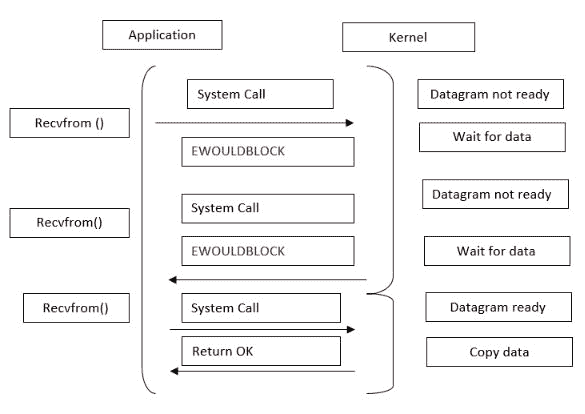 Application
Kernel
System Call
Datagram not ready
Recvfrom ()
EWOULDBLOCK
Wait for data
System Call
Datagram not ready
Recvfrom()
EWOULDBLOCK
Wait for data
Recvfrom()
System Call
Datagram ready
Return OK
Copy data